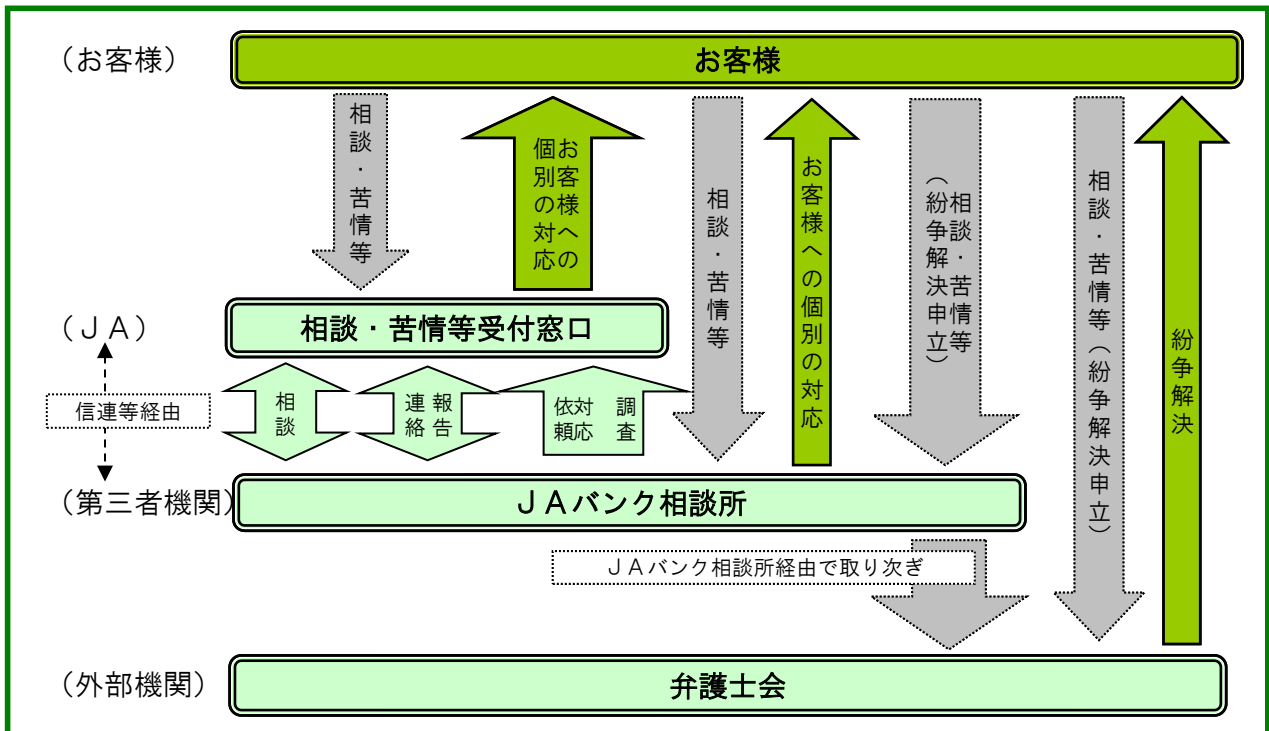 （お客様）
お客様
相談・苦情等
お客様への
個別の対応
相談・苦情等
お客様への個別の対応
相談・苦情等
（紛争解決申立）
相談・苦情等（紛争解決申立）
紛争解決
（ＪＡ）
相談・苦情等受付窓口
信連等経由
相談
報告
連絡
調査
対応
依頼
（第三者機関）
ＪＡバンク相談所
ＪＡバンク相談所経由で取り次ぎ
（外部機関）
弁護士会